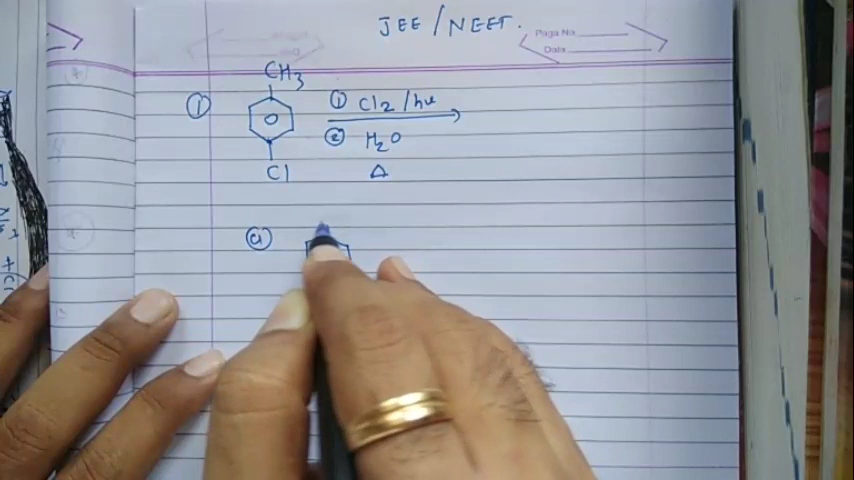 JEE / NEET.
Page No
Date
CH3
① ① Cl2 / hν
② H2O
Cl Δ
ⓐ